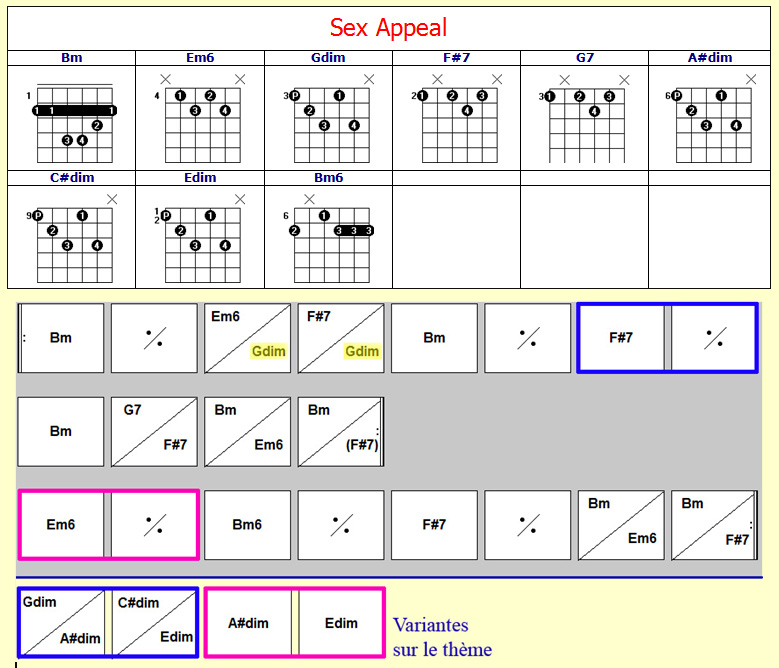 Sex Appeal
Bm Em6 Gdim F#7 G7 A#dim
1 4 3 2 3 6
1 1 1 2 3 4
1 2 3 4
P 1 2 3 4
1 2 3 4
1 2 3 4
P 1 2 3 4
C#dim Edim Bm6
9 12 6
P 1 2 3 4
P 1 2 3 4
1 2 3 3 3
: Bm ⁒ Em6 Gdim F#7 Gdim Bm ⁒ F#7 ⁒
Bm G7 F#7 Bm Em6 Bm (F#7) :
Em6 ⁒ Bm6 ⁒ F#7 ⁒ Bm Em6 Bm F#7 :
Gdim A#dim C#dim Edim A#dim Edim
Variantes
sur le thème